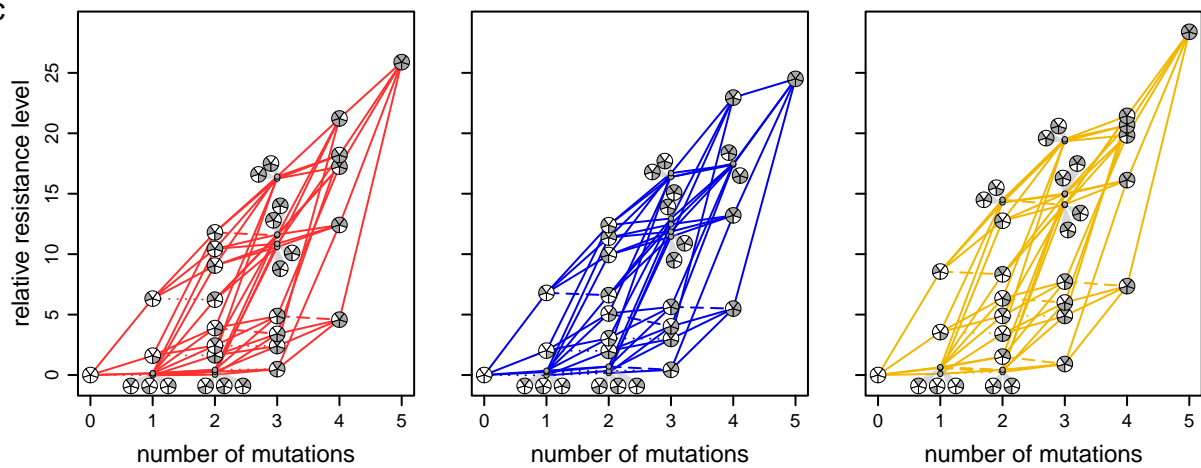 c
relative resistance level
25
20
15
10
5
0
0 1 2 3 4 5
0 1 2 3 4 5
0 1 2 3 4 5
number of mutations
number of mutations
number of mutations